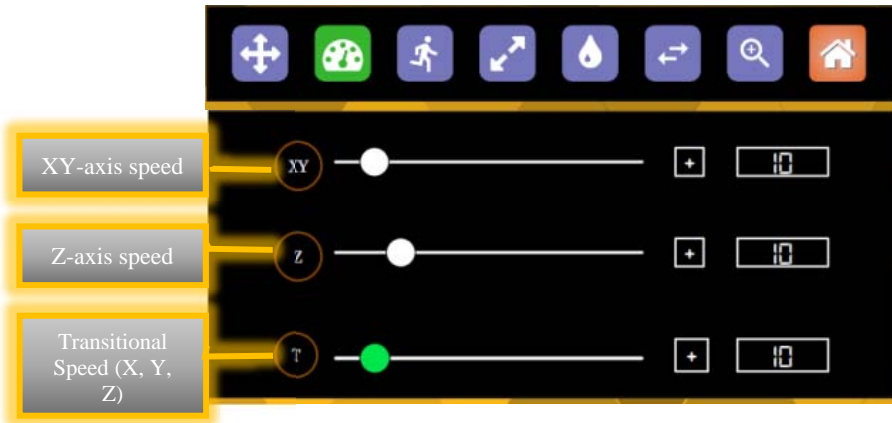 XY-axis speed
XY
+
10
Z-axis speed
Z
+
10
Transitional
Speed (X, Y,
Z)
T
+
10